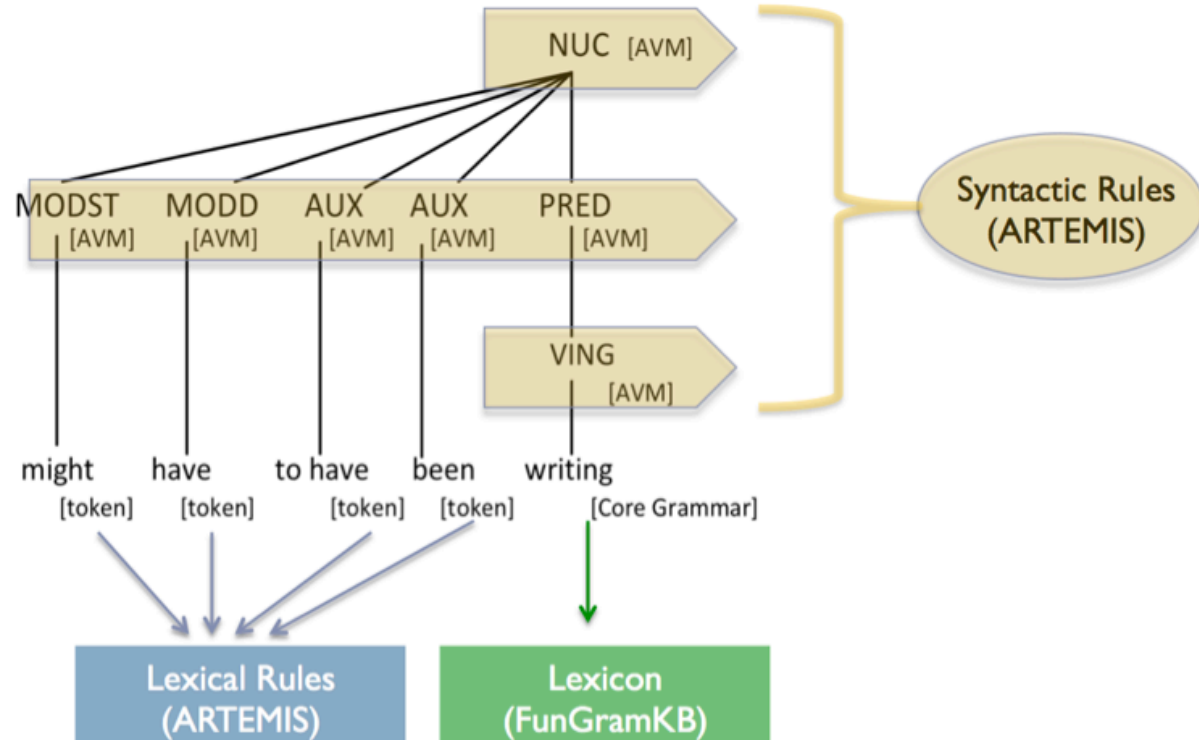 NUC [AVM]
MODST MODD AUX AUX PRED
[AVM] [AVM] [AVM] [AVM] [AVM]
Syntactic Rules
(ARTEMIS)
VING
[AVM]
might have to have been writing
[token] [token] [token] [token] [Core Grammar]
Lexical Rules
(ARTEMIS)
Lexicon
(FunGramKB)